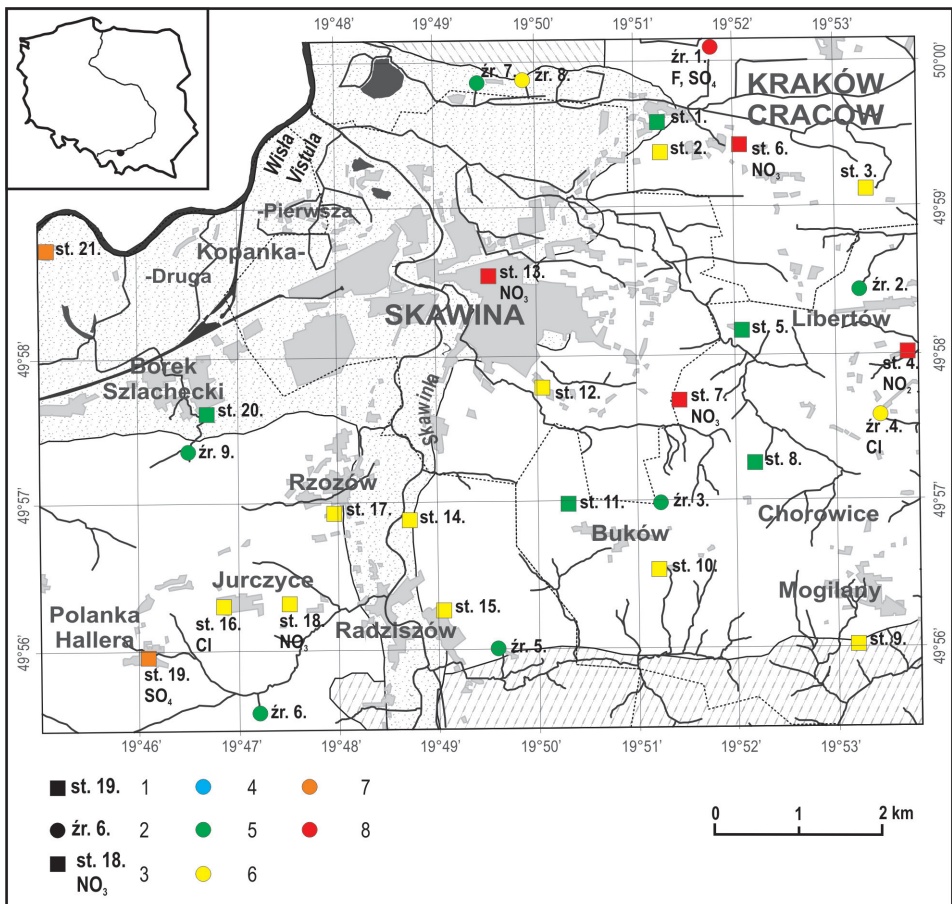 19°48' 19°49' 19°50' 19°51' 19°52' 19°53'
50°00'
źr. 1.
F, SO₄
źr. 7. źr. 8.
KRAKÓW
CRACOW
st. 1.
st. 2.
st. 6.
NO₃
st. 3.
Wisła
Vistula
49°59'
-Pierwsza
Kopanka-
-Druga
st. 21.
st. 13.
NO₃
SKAWINA
źr. 2.
Libertów
st. 5.
49°58' 49°58'
st. 4.
NO₂
Borek
Szlachecki
st. 20.
źr. 9.
Skawinka
st. 12.
st. 7.
NO₃
źr .4.
Cl
st. 8.
Rzozów
st. 17.
st. 14.
49°57' 49°57'
st. 11.
źr. 3.
Buków
Chorowice
st. 10.
Mogilany
Jurczyce
st. 16.
Cl
st. 18.
NO₃
Polanka
Hallera
st. 19.
SO₄
Radziszów
st. 15.
źr. 5.
st. 9.
49°56' 49°56'
źr. 6.
19°46' 19°47' 19°48' 19°49' 19°50' 19°51' 19°52' 19°53'
st. 19. 1 4 7
źr. 6. 2 5 8
st. 18.
NO₃ 3 6
0 1 2 km